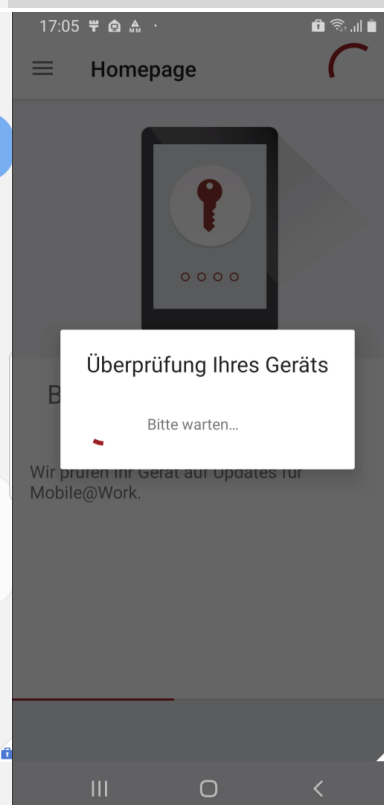 17:05
Homepage
Überprüfung Ihres Geräts
Bitte warten…
B
Wir prüfen Ihr Gerät auf Updates für
Mobile@Work.